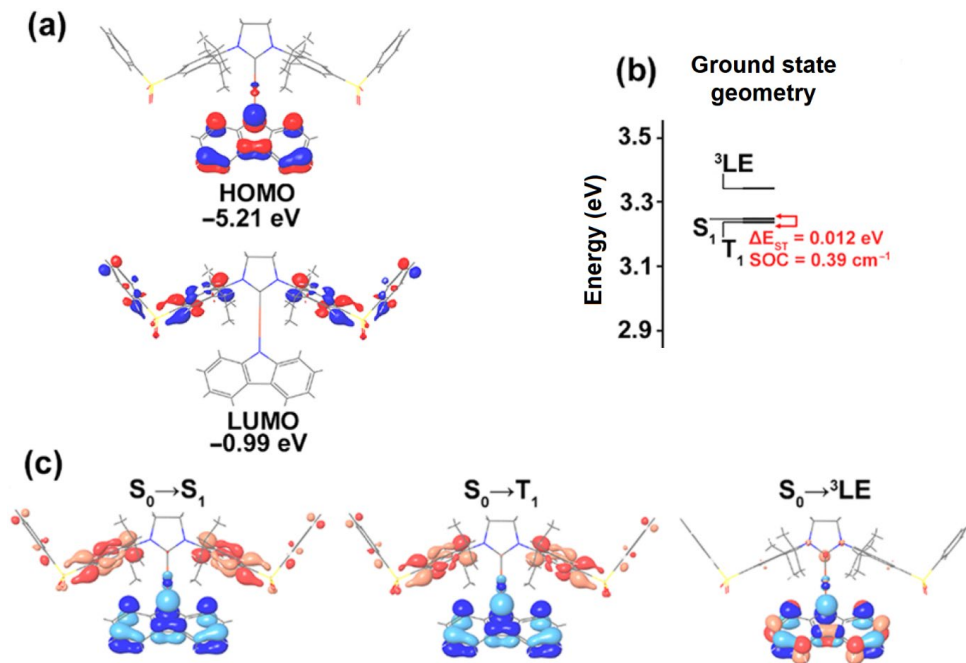 (a)
HOMO
−5.21 eV
LUMO
−0.99 eV
(b)
Ground state
geometry
Energy (eV)
3.5
3.3
3.1
2.9
³LE
S₁
T₁
ΔE_ST = 0.012 eV
SOC = 0.39 cm⁻¹
(c)
S₀→S₁
S₀→T₁
S₀→³LE